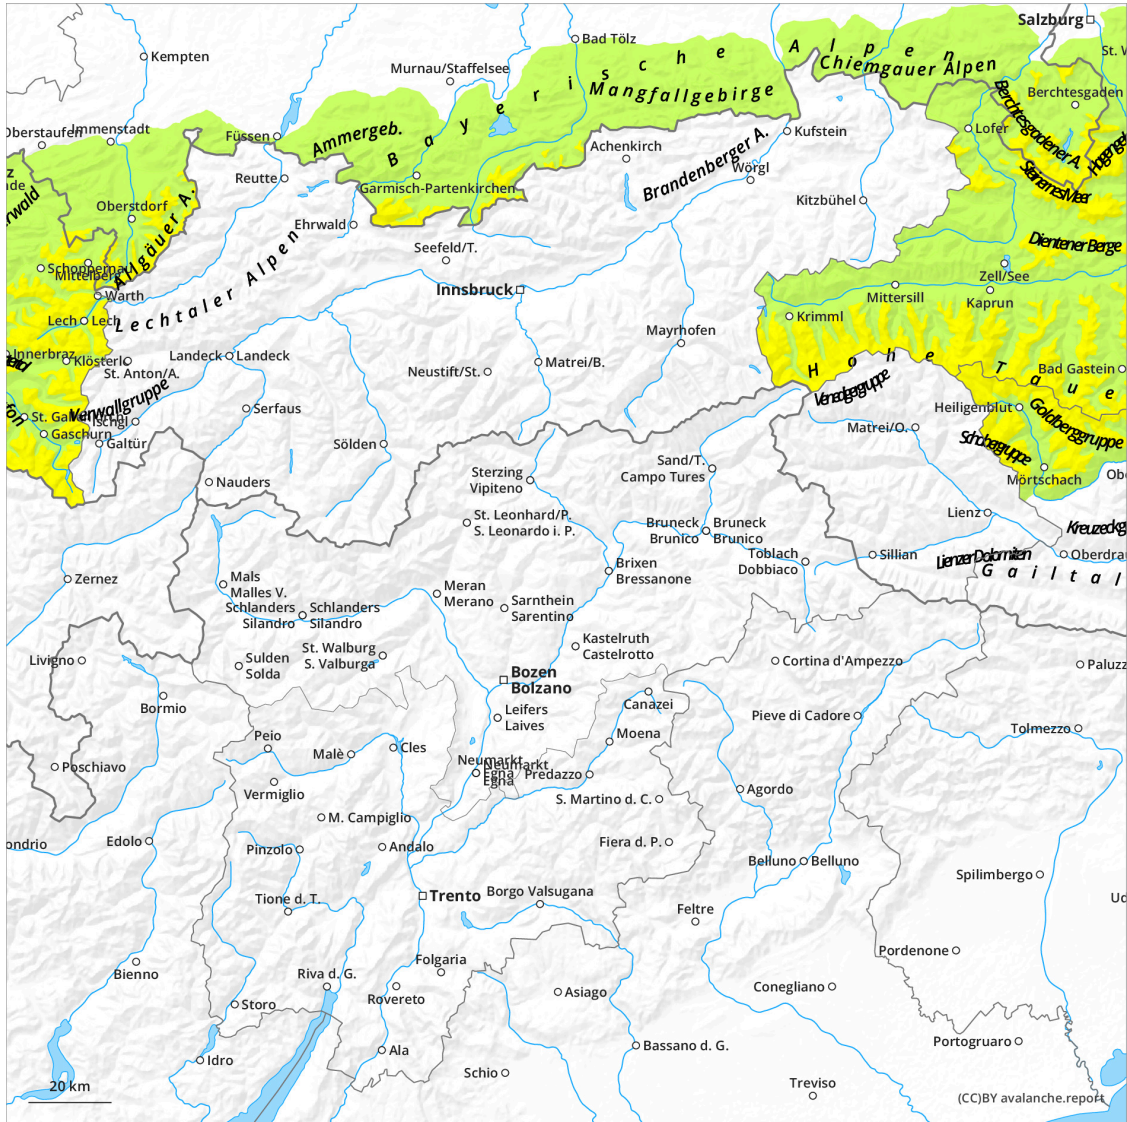 Salzburg
Bad Tölz
Kempten
Murnau/Staffelsee
A l p e n
Chiemgauer Alpen
B a y e r i s c h e
Mangfallgebirge
Berchtesgaden
Berchtesgadener A.
Oberstaufen
Immenstadt
Füssen
Ammergeb.
Kufstein
Lofer
Achenkirch
Brandenberger A.
Wörgl
Reutte
Garmisch-Partenkirchen
Kitzbühel
Steinernes Meer
Oberstdorf
Ehrwald
Allgäuer A.
Seefeld/T.
Dientener Berge
Schoppernau
Mittelberg
Zell/See
Innsbruck
Warth
Mittersill
Kaprun
Lechtaler Alpen
Lech
Lech
Krimml
Mayrhofen
Innerbraz
Klösterle
Landeck
Landeck
St. Anton/A.
Matrei/B.
Neustift/St.
H o h e T a u e
Bad Gastein
Verwallgruppe
Venedigergruppe
Serfaus
Heiligenblut
Goldberggruppe
Ischgl
Gaschurn
Galtür
Matrei/O.
Schobergruppe
Sölden
Sand/T.
Campo Tures
Sterzing
Vipiteno
Mörtschach
Nauders
St. Leonhard/P.
S. Leonardo i. P.
Bruneck
Brunico
Bruneck
Brunico
Lienz
Toblach
Dobbiaco
Sillian
Lienzer Dolomiten
Gailtal
Zernez
Mals
Malles V.
Brixen
Bressanone
Meran
Merano
Schlanders
Silandro
Schlanders
Silandro
Sarnthein
Sarentino
Kastelruth
Castelrotto
St. Walburg
S. Valburga
Livigno
Sulden
Solda
Cortina d'Ampezzo
Bozen
Bolzano
Bormio
Canazei
Leifers
Laives
Pieve di Cadore
Tolmezzo
Peio
Malè
Cles
Moena
Poschiavo
Neumarkt
Egna
Neumarkt
Egna
Predazzo
Vermiglio
Agordo
S. Martino d. C.
M. Campiglio
Edolo
Pinzolo
Andalo
Fiera d. P.
Belluno
Belluno
Spilimbergo
Trento
Borgo Valsugana
Tione d. T.
Feltre
Pordenone
Bienno
Riva d. G.
Folgaria
Rovereto
Asiago
Conegliano
Storo
Ala
Bassano d. G.
Portogruaro
Idro
Schio
Treviso
20 km
(CC)BY avalanche.report